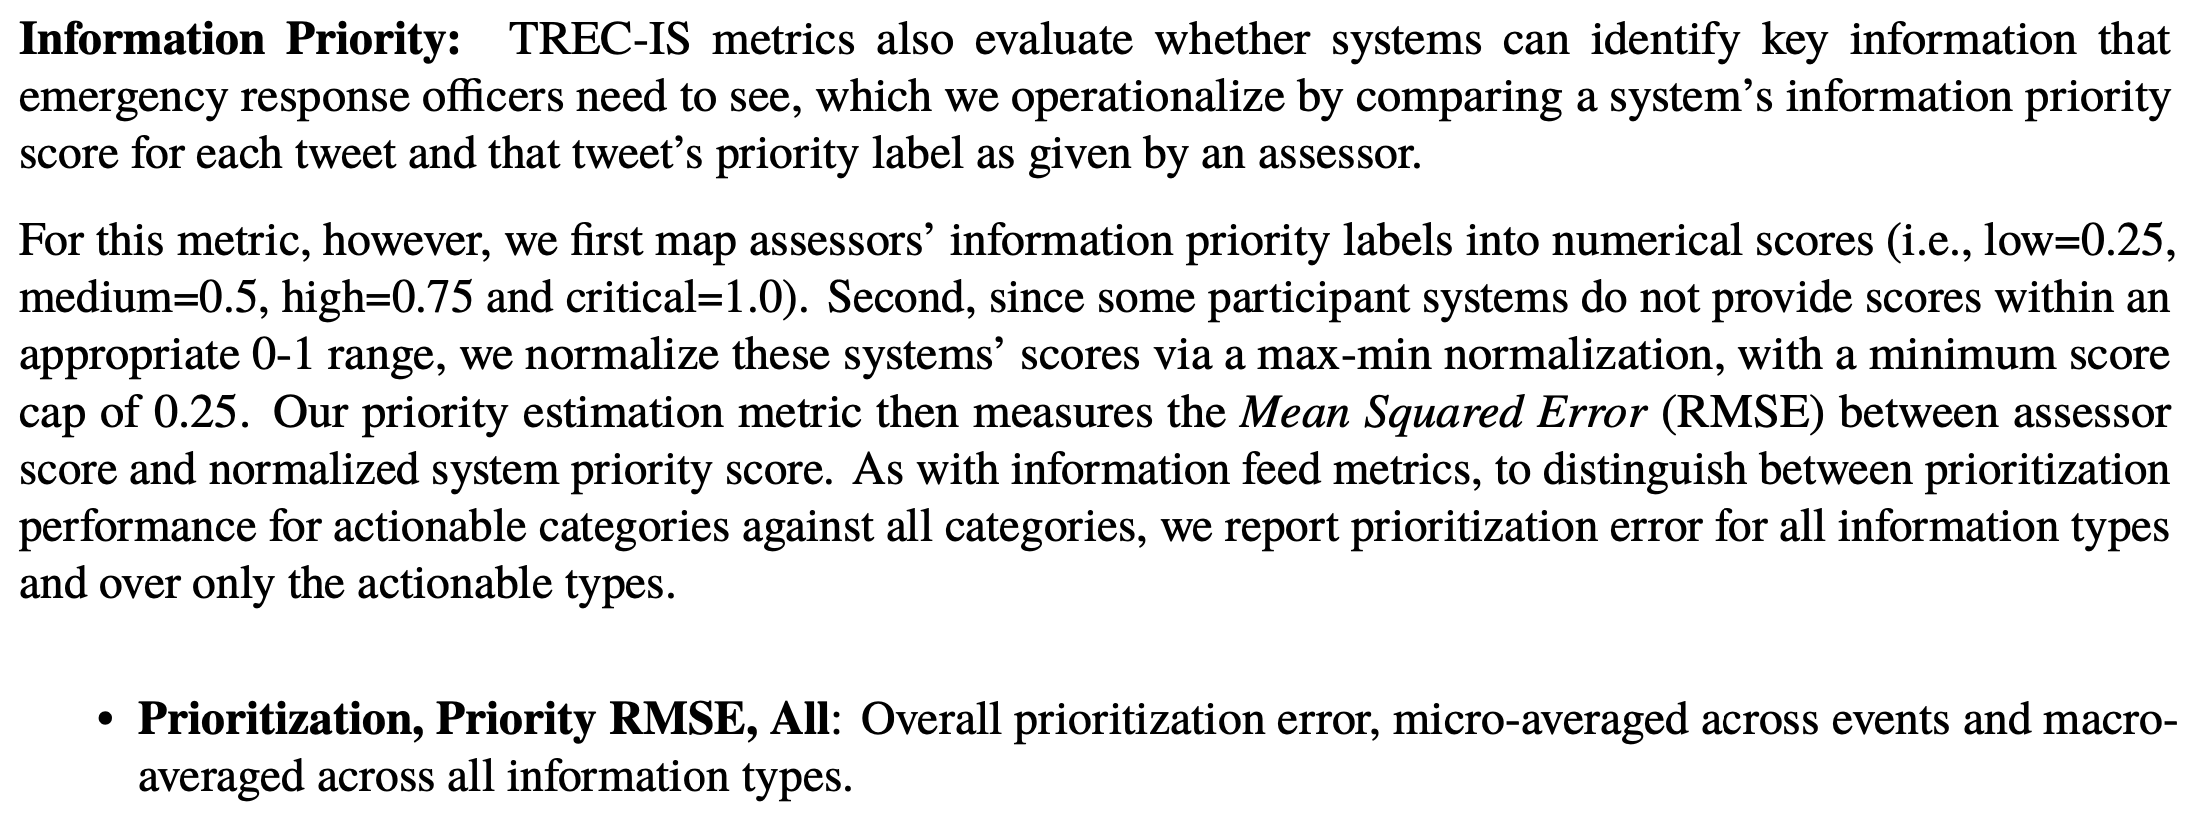 Information Priority: TREC-IS metrics also evaluate whether systems can identify key information that
emergency response officers need to see, which we operationalize by comparing a system’s information priority
score for each tweet and that tweet’s priority label as given by an assessor.
For this metric, however, we first map assessors’ information priority labels into numerical scores (i.e., low=0.25,
medium=0.5, high=0.75 and critical=1.0). Second, since some participant systems do not provide scores within an
appropriate 0-1 range, we normalize these systems’ scores via a max-min normalization, with a minimum score
cap of 0.25. Our priority estimation metric then measures the Mean Squared Error (RMSE) between assessor
score and normalized system priority score. As with information feed metrics, to distinguish between prioritization
performance for actionable categories against all categories, we report prioritization error for all information types
and over only the actionable types.
• Prioritization, Priority RMSE, All: Overall prioritization error, micro-averaged across events and macro-
averaged across all information types.